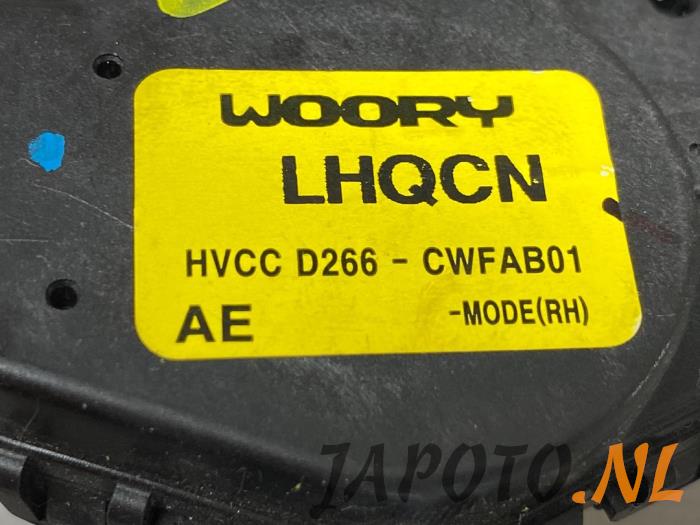 WOORY
LHQCN
HVCC D266 - CWFAB01
AE -MODE(RH)
JAPOTO.NL